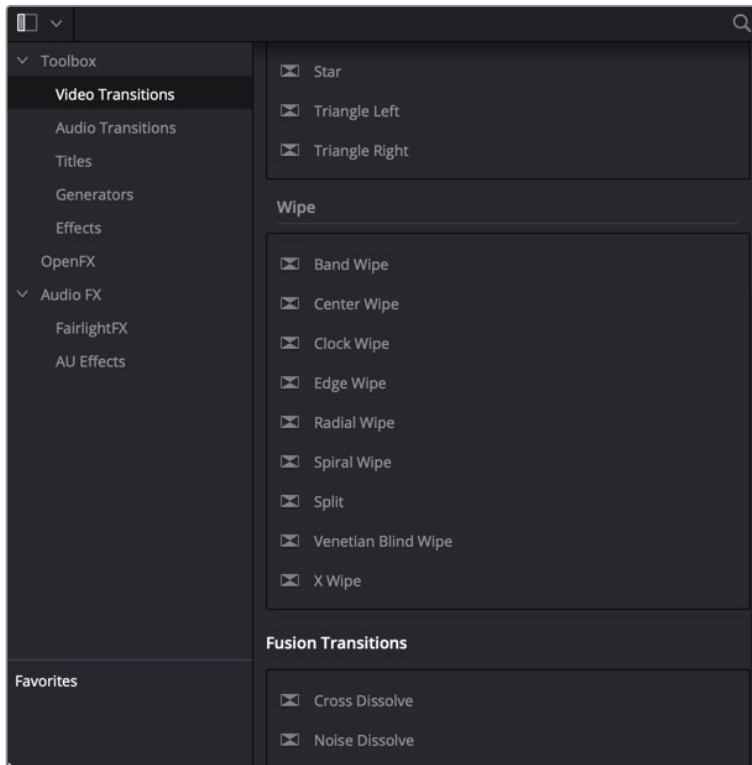 Toolbox
Video Transitions
Audio Transitions
Titles
Generators
Effects
OpenFX
Audio FX
FairlightFX
AU Effects
Favorites
Star
Triangle Left
Triangle Right
Wipe
Band Wipe
Center Wipe
Clock Wipe
Edge Wipe
Radial Wipe
Spiral Wipe
Split
Venetian Blind Wipe
X Wipe
Fusion Transitions
Cross Dissolve
Noise Dissolve